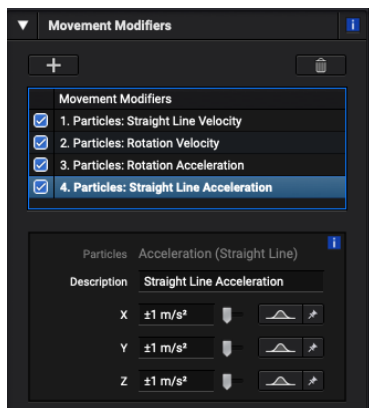 Movement Modifiers
i
Movement Modifiers
1. Particles: Straight Line Velocity
2. Particles: Rotation Velocity
3. Particles: Rotation Acceleration
4. Particles: Straight Line Acceleration
i
Particles Acceleration (Straight Line)
Description Straight Line Acceleration
X ±1 m/s²
Y ±1 m/s²
Z ±1 m/s²